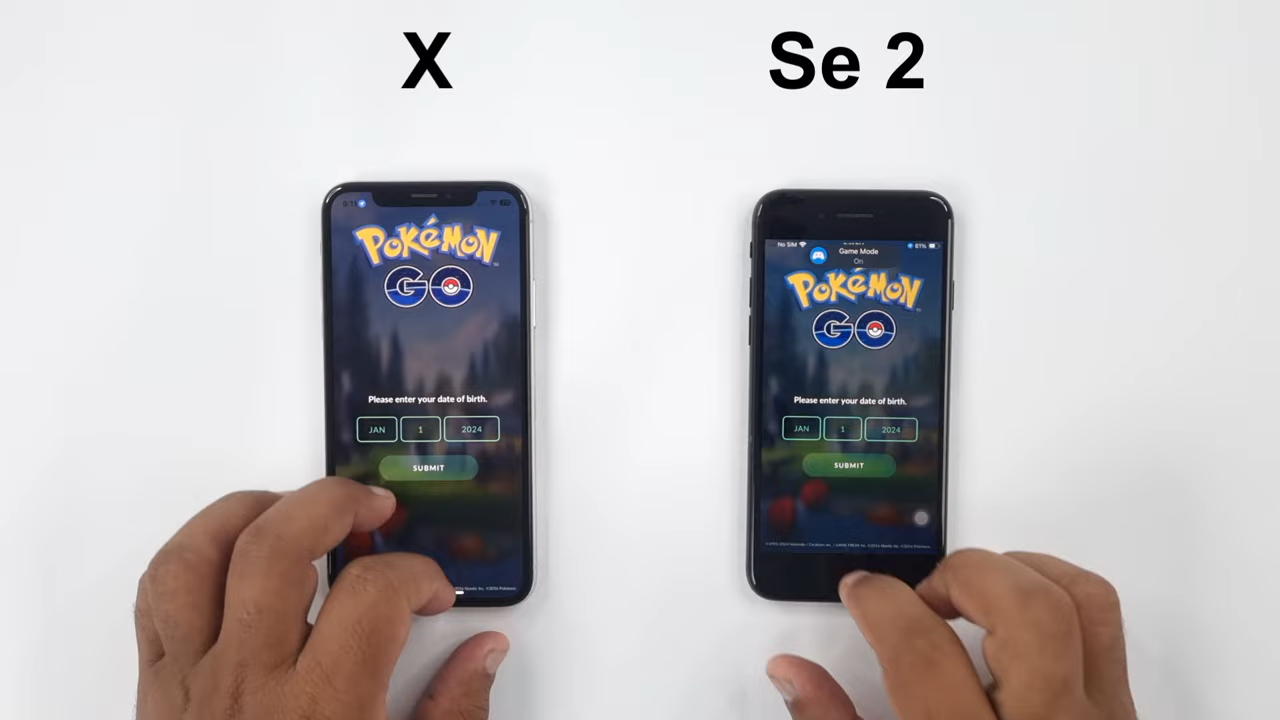 X
Se 2
POKÉMON
GO
Please enter your date of birth.
JAN
1
2024
SUBMIT
No SIM
61%
Game Mode
On
POKÉMON
GO
Please enter your date of birth.
JAN
1
2024
SUBMIT